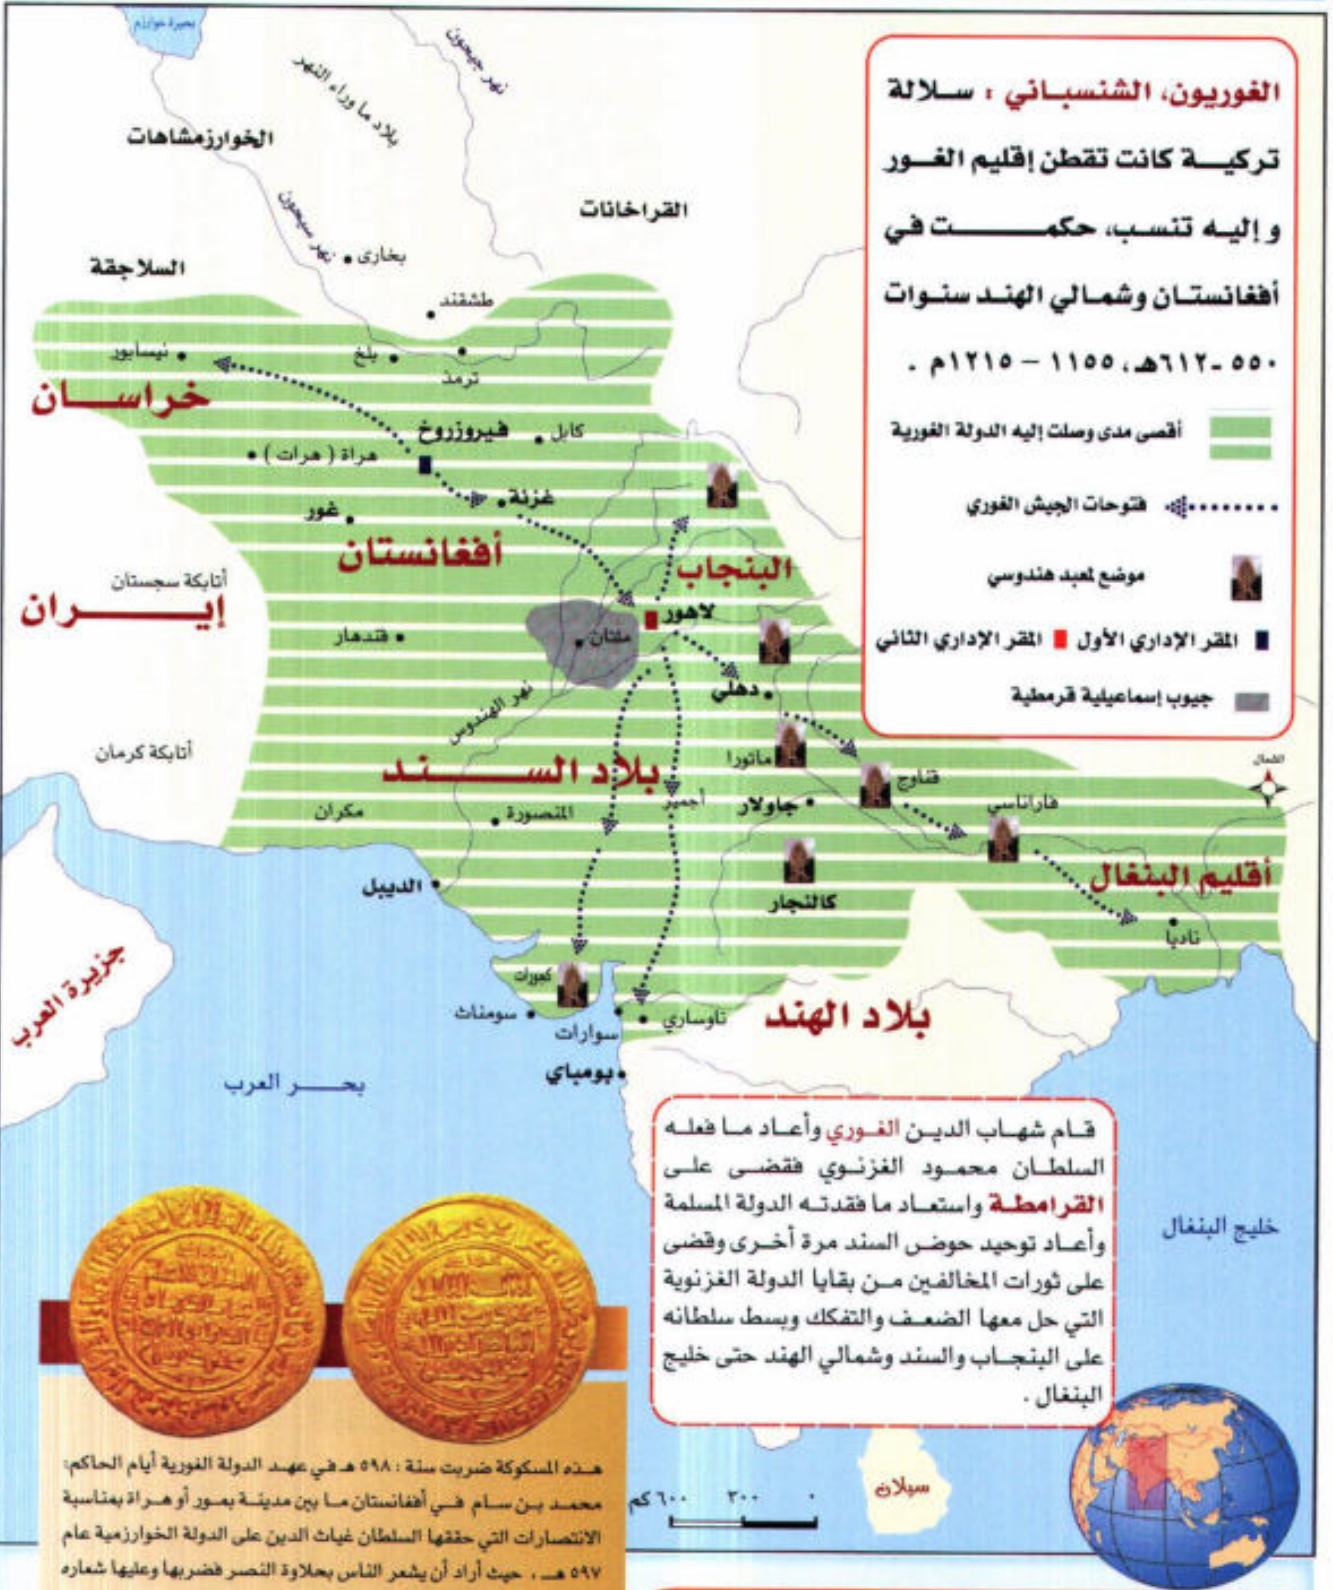 الغوريون، الشنسباني : سلالة
تركية كانت تقطن إقليم الغور
و إليه تنسب، حكمت في
أفغانستان وشمالي الهند سنوات
٥٥٠ -٦١٢هـ، ١١٥٥ – ١٢١٥م .
أقصى مدى وصلت إليه الدولة الغورية
فتوحات الجيش الغوري
موضع لمعبد هندوسي
المقر الإداري الأول
المقر الإداري الثاني
جيوب إسماعيلية قرمطية
بحيرة خوارزم
نهر جيحون
بلاد ما وراء النهر
الخوارزمشاهات
القراخانات
نهر سيحون
بخارى
السلاجقة
طشقند
نيسابور
بلخ
ترمذ
خراسان
فيروزروخ
كابل
هراة ( هرات )
غزنة
غور
أفغانستان
البنجاب
أتابكة سجستان
إيران
لاهور
ملتان
قندهار
دهلي
نهر الهندوس
أتابكة كرمان
بلاد السند
ماتورا
قناوج
الشمال
مكران
المنصورة
أجمير
جاولار
فاراناسي
أقليم البنغال
الديبل
كالنجار
ناديا
جزيرة العرب
كجورات
سومنات
سوارات
تاوساري
بلاد الهند
بومباي
بحر العرب
خليج البنغال
قام شهاب الدين الغوري وأعاد ما فعله
السلطان محمود الغزنوي فقضى على
القرامطة واستعاد ما فقدته الدولة المسلمة
وأعاد توحيد حوض السند مرة أخرى وقضى
على ثورات المخالفين من بقايا الدولة الغزنوية
التي حل معها الضعف والتفكك وبسط سلطانه
على البنجاب والسند وشمالي الهند حتى خليج
البنغال .
سيلان
٠ ٣٠٠ ٦٠٠ كم
هذه المسكوكة ضربت سنة : ٥٩٨ هـ في عهد الدولة الغورية أيام الحاكم:
محمد بن سام في أفغانستان ما بين مدينة بمور أو هراة بمناسبة
الانتصارات التي حققها السلطان غياث الدين على الدولة الخوارزمية عام
٥٩٧ هـ ، حيث أراد أن يشعر الناس بحلاوة النصر فضربها وعليها شعاره